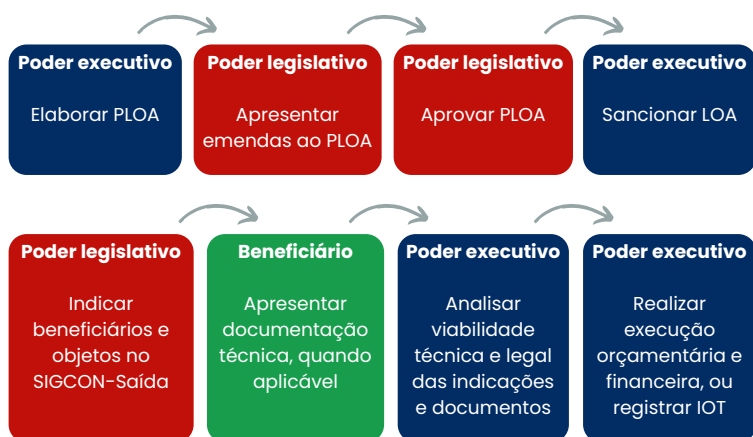 Poder executivo
Elaborar PLOA
Poder legislativo
Apresentar
emendas ao PLOA
Poder legislativo
Aprovar PLOA
Poder executivo
Sancionar LOA
Poder legislativo
Indicar
beneficiários e
objetos no
SIGCON-Saída
Beneficiário
Apresentar
documentação
técnica, quando
aplicável
Poder executivo
Analisar
viabilidade
técnica e legal
das indicações
e documentos
Poder executivo
Realizar
execução
orçamentária e
financeira, ou
registrar IOT